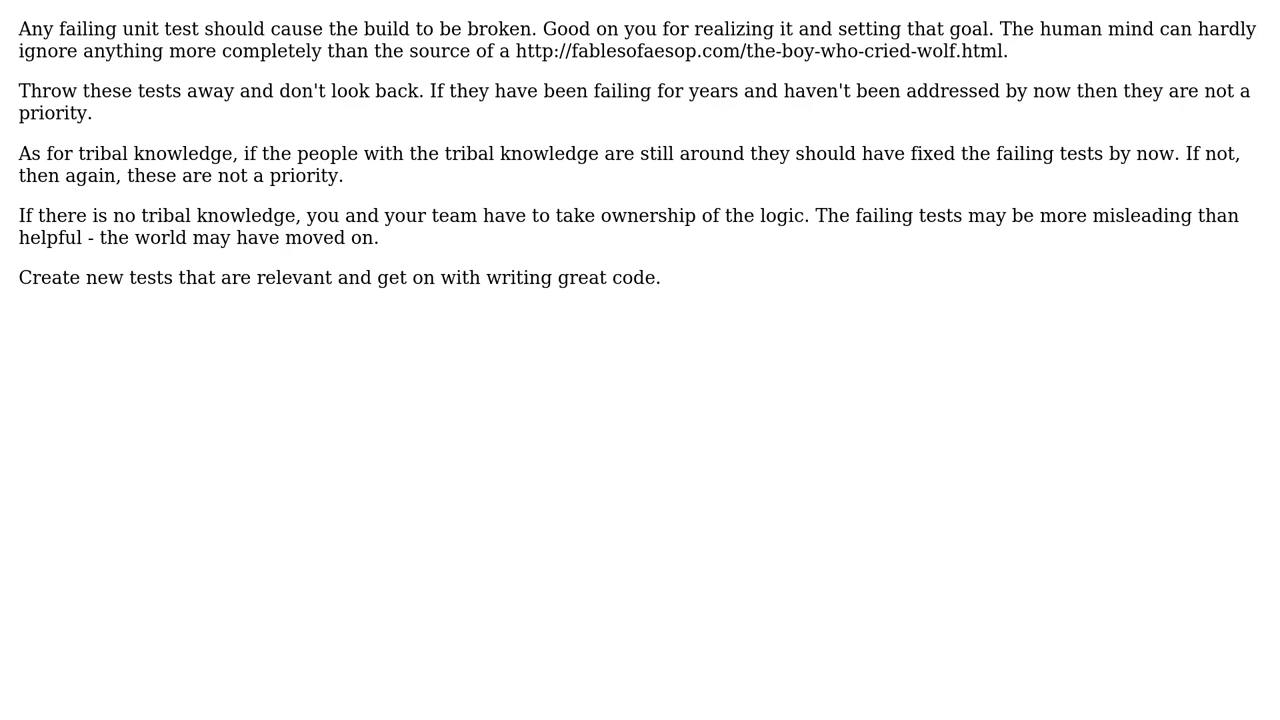 Any failing unit test should cause the build to be broken. Good on you for realizing it and setting that goal. The human mind can hardly
ignore anything more completely than the source of a http://fablesofaesop.com/the-boy-who-cried-wolf.html.
Throw these tests away and don't look back. If they have been failing for years and haven't been addressed by now then they are not a
priority.
As for tribal knowledge, if the people with the tribal knowledge are still around they should have fixed the failing tests by now. If not,
then again, these are not a priority.
If there is no tribal knowledge, you and your team have to take ownership of the logic. The failing tests may be more misleading than
helpful - the world may have moved on.
Create new tests that are relevant and get on with writing great code.